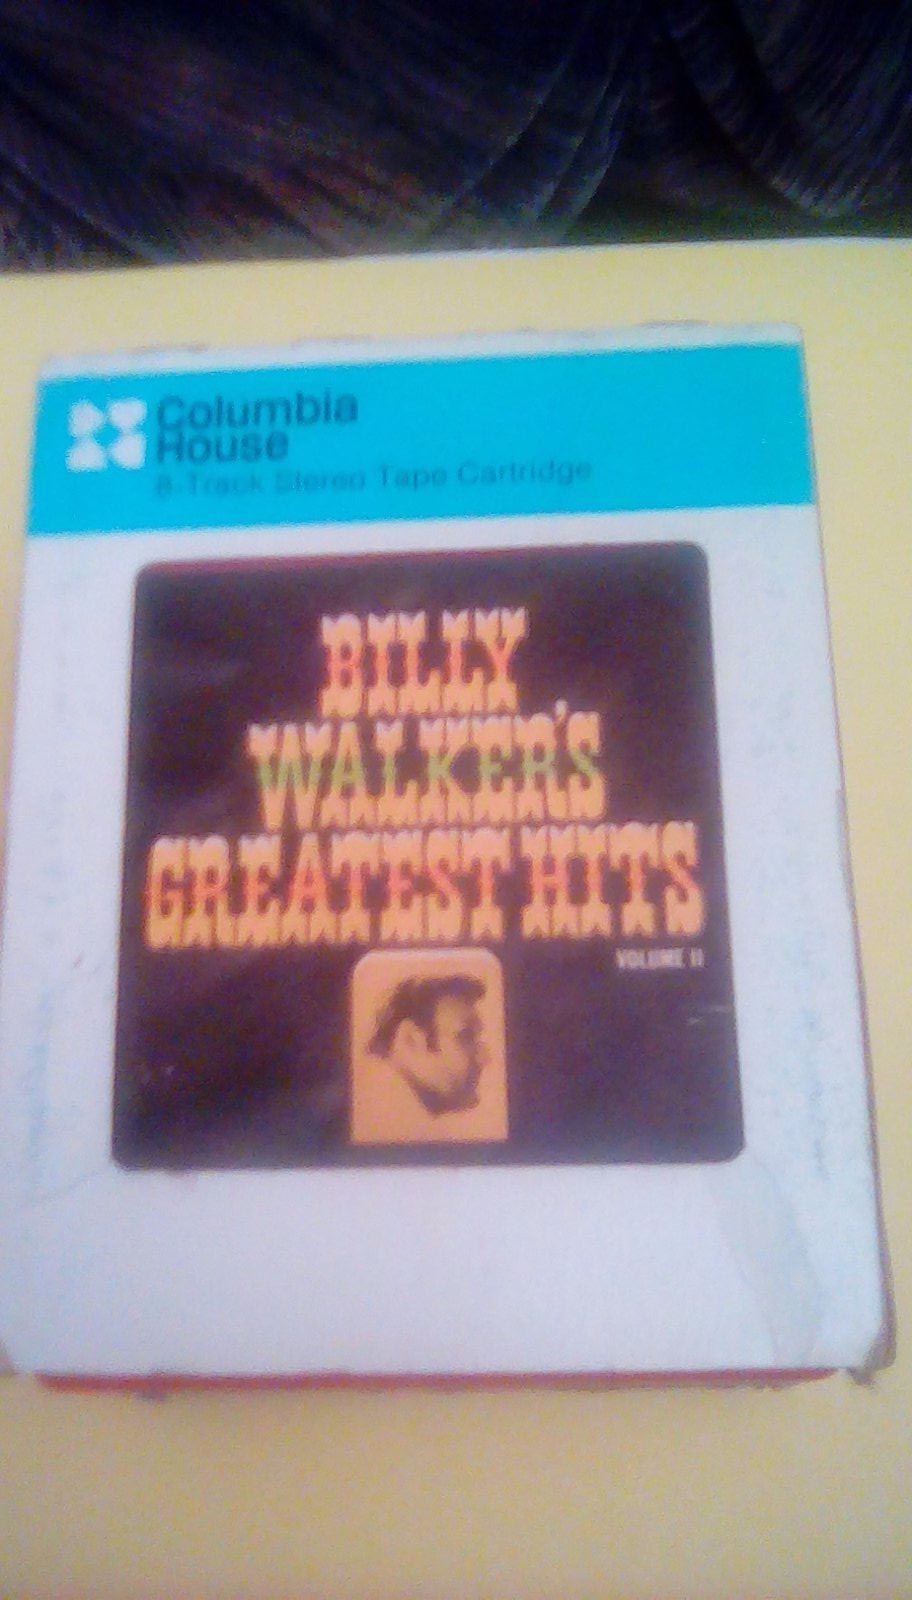 Columbia
House
8-Track Stereo Tape Cartridge
BILLY
WALKER'S
GREATEST HITS
VOLUME II